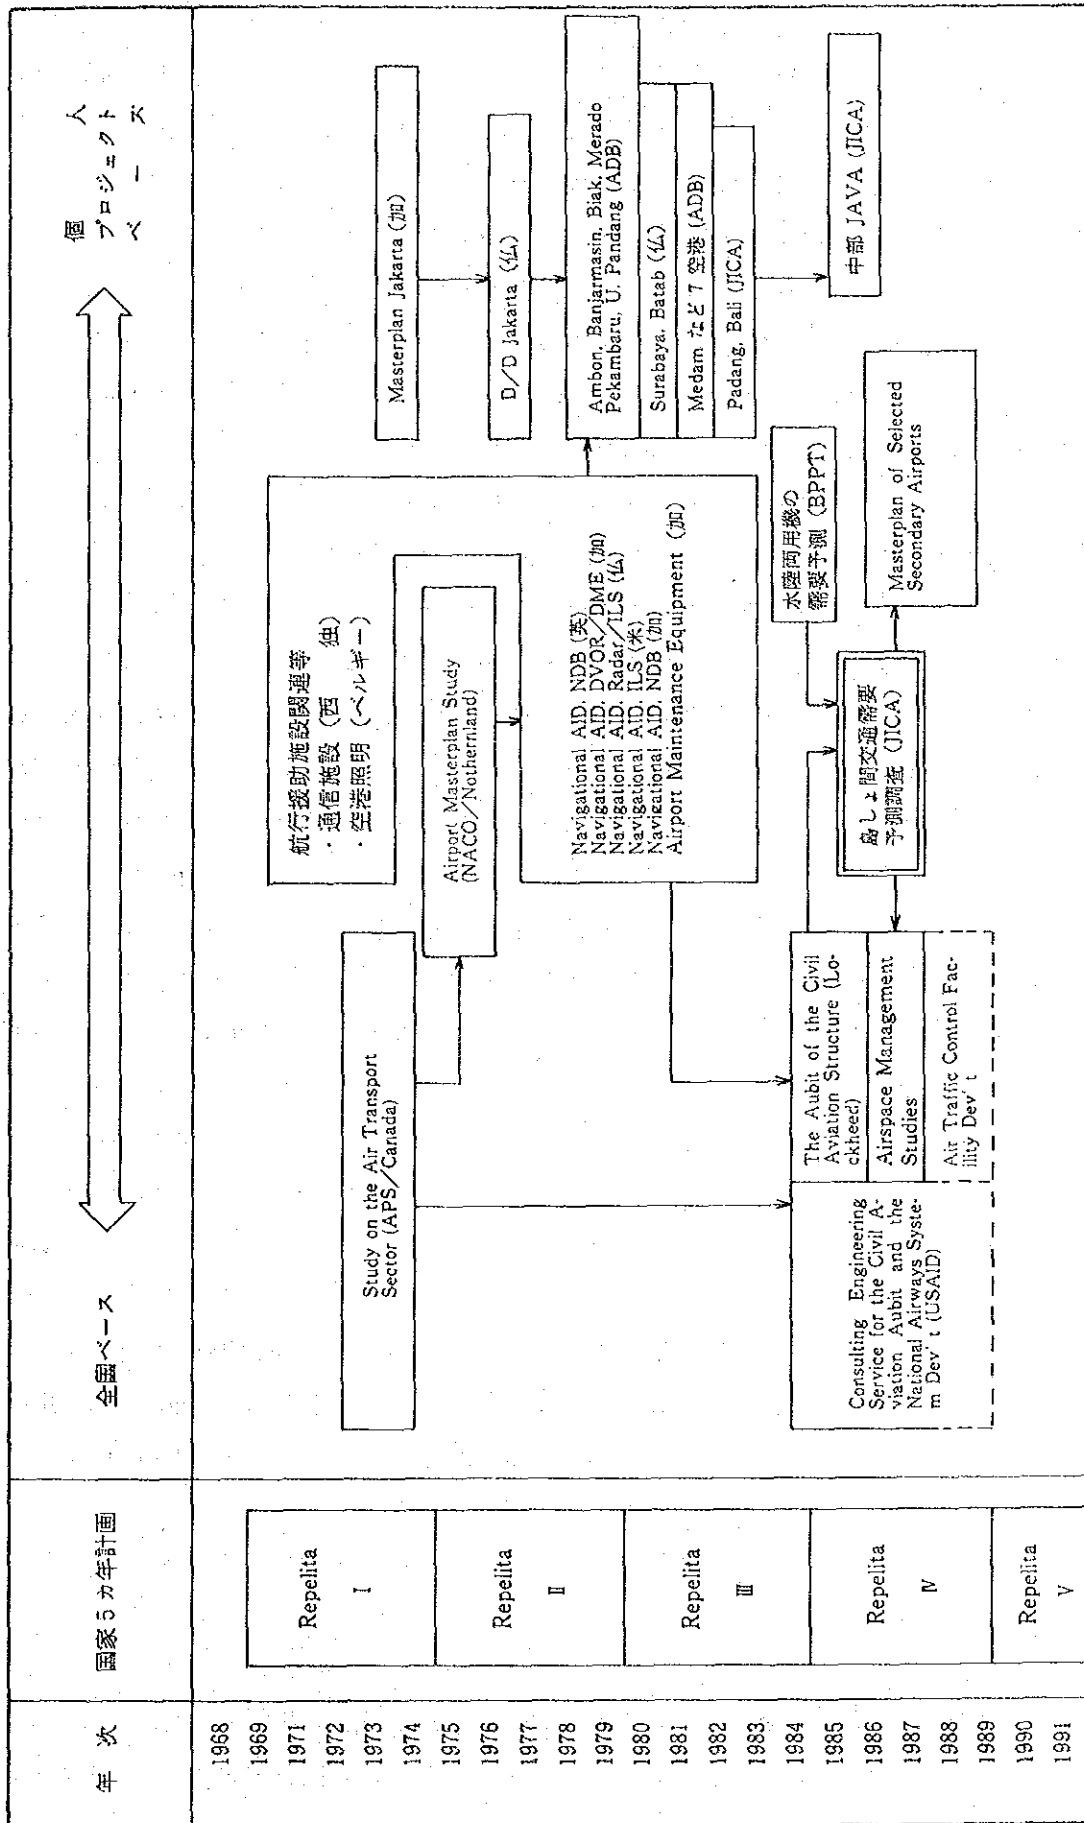 年 次
国家5カ年計画
全国ベース
個 人
プロジェクト
ベ ー ス
1968
1969
1971
1972
1973
1974
1975
1976
1977
1978
1979
1980
1981
1982
1983
1984
1985
1986
1987
1988
1989
1990
1991
Repelita
I
Repelita
Ⅱ
Repelita
Ⅲ
Repelita
Ⅳ
Repelita
V
Study on the Air Transport
Sector (APS/Canada)
Consulting Engineering
Service for the Civil A-
viation Aubit and the
National Airways Syste-
m Dev't (USAID)
The Aubit of the Civil
Aviation Structure (Lo-
ckheed)
Airspace Management
Studies
Air Traffic Control Fac-
ility Dev't
航行援助施設関連等
・通信施設（西 独）
・空港照明（ベルギー）
Airport Masterplan Study
(NACO/Nothernland)
Navigational AID. NDB (英)
Navigational AID. DVOR/DME (加)
Navigational AID. Radar/ILS (仏)
Navigational AID. ILS (米)
Navigational AID. NDB (加)
Airport Maintenance Equipment (加)
島しょ間交通需要
予測調査 (JICA)
水陸両用機の
需要予測 (BPPT)
Masterplan of Selected
Secondary Airports
Masterplan Jakarta (加)
D/D Jakarta (仏)
Ambon, Banjarmasin, Biak, Merado
Pekambaru, U. Pandang (ADB)
Surabaya, Batab (仏)
Medam など 7 空港 (ADB)
Padang, Bali (JICA)
中部 JAVA (JICA)